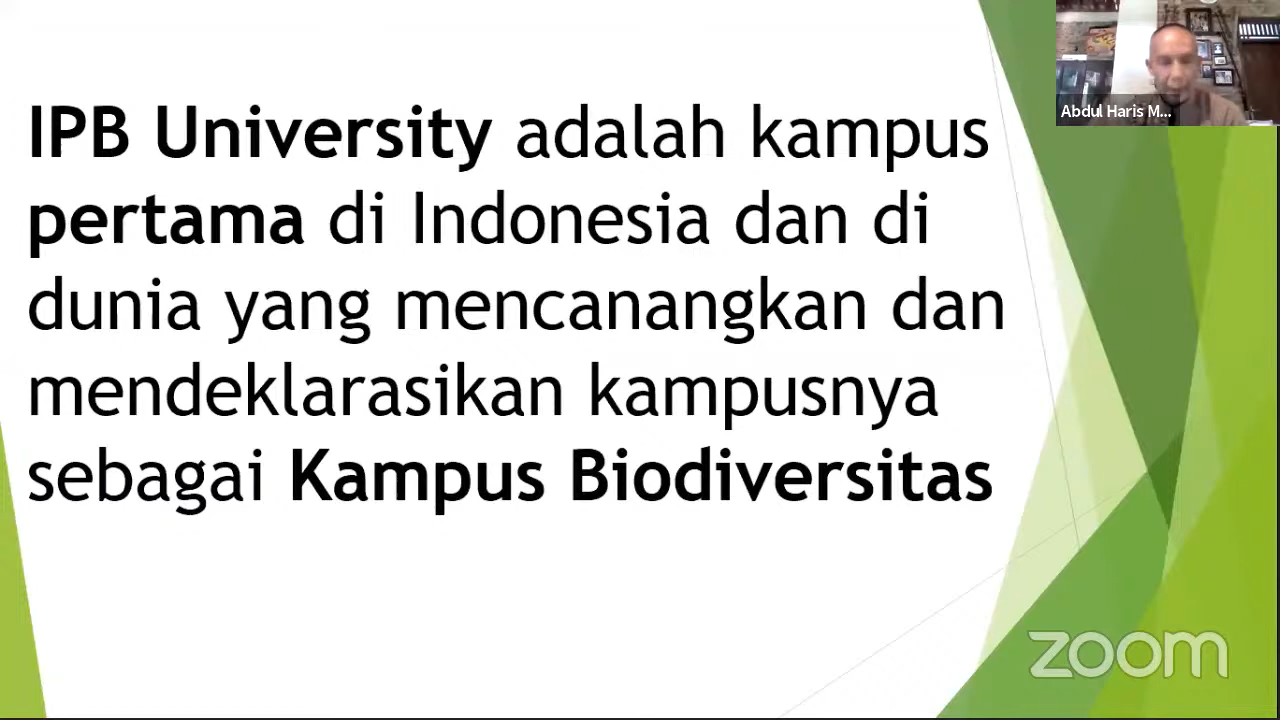 IPB University adalah kampus
pertama di Indonesia dan di
dunia yang mencanangkan dan
mendeklarasikan kampusnya
sebagai Kampus Biodiversitas
Abdul Haris M...
zoom